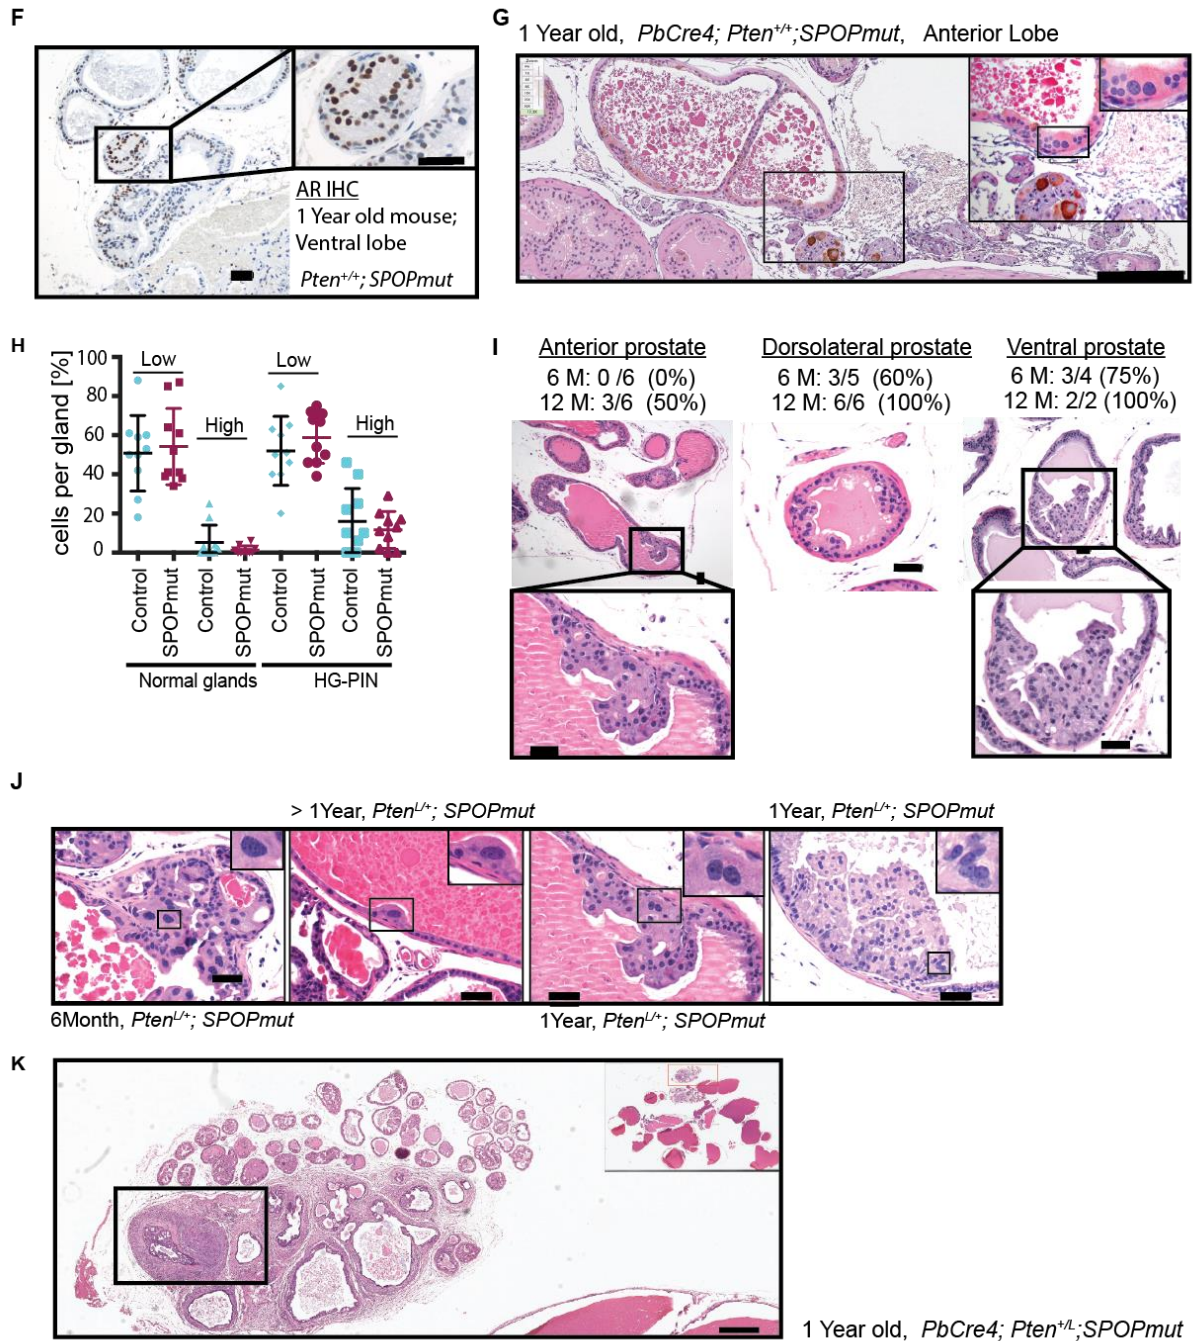 F
AR IHC
1 Year old mouse;
Ventral lobe
Pten+/+; SPOPmut
G
1 Year old, PbCre4; Pten+/+;SPOPmut, Anterior Lobe
H
cells per gland [%]
100
80
60
40
20
0
Low
High
Low
High
Control
SPOPmut
Control
SPOPmut
Control
SPOPmut
Control
SPOPmut
Normal glands
HG-PIN
I
Anterior prostate
6 M: 0 /6 (0%)
12 M: 3/6 (50%)
Dorsolateral prostate
6 M: 3/5 (60%)
12 M: 6/6 (100%)
Ventral prostate
6 M: 3/4 (75%)
12 M: 2/2 (100%)
J
> 1Year, PtenL/+; SPOPmut
1Year, PtenL/+; SPOPmut
6Month, PtenL/+; SPOPmut
1Year, PtenL/+; SPOPmut
K
1 Year old, PbCre4; Pten+/L;SPOPmut